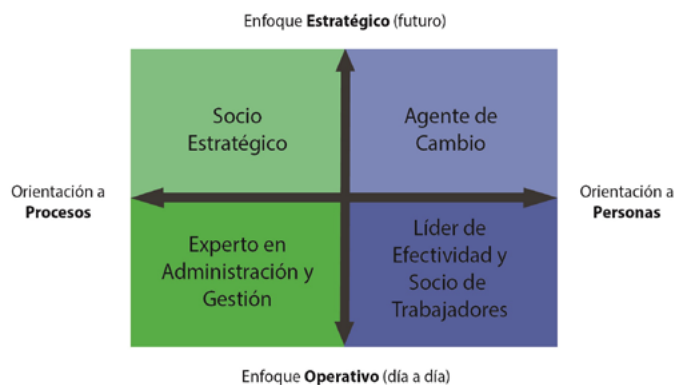 Enfoque Estratégico (futuro)
Socio
Estratégico
Agente de
Cambio
Orientación a
Procesos
Orientación a
Personas
Experto en
Administración y
Gestión
Líder de
Efectividad y
Socio de
Trabajadores
Enfoque Operativo (día a día)